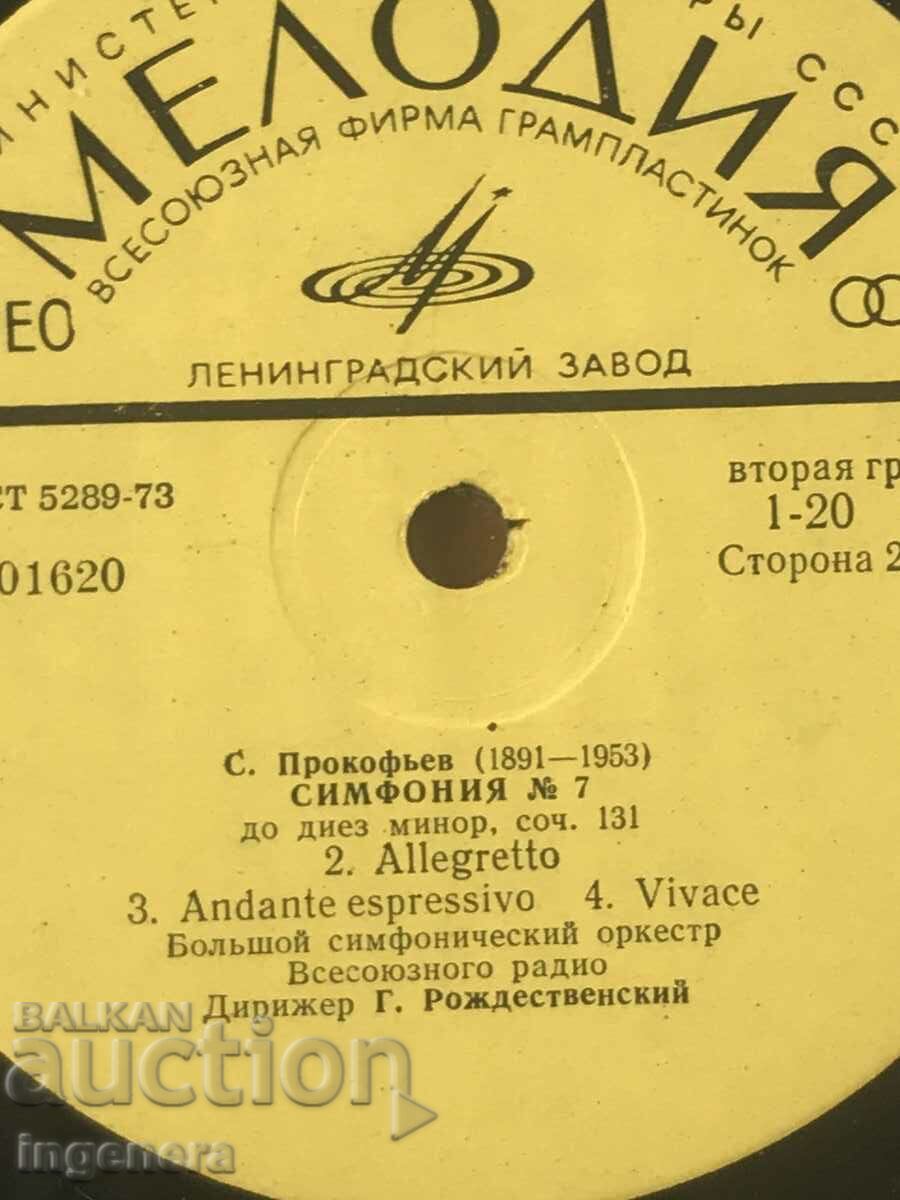 НИСТЕ РЫ СССР
МЕЛОДИЯ
ВСЕСОЮЗНАЯ ФИРМА ГРАМПЛАСТИНОК
ЕО
ЛЕНИНГРАДСКИЙ ЗАВОД
СТ 5289-73
вторая гр
01620
1-20
Сторона 2
С. Прокофьев (1891—1953)
СИМФОНИЯ № 7
до диез минор, соч. 131
2. Allegretto
3. Andante espressivo 4. Vivace
Большой симфонический оркестр
Всесоюзного радио
Дирижер Г. Рождественский
BALKAN
auction
ingenera